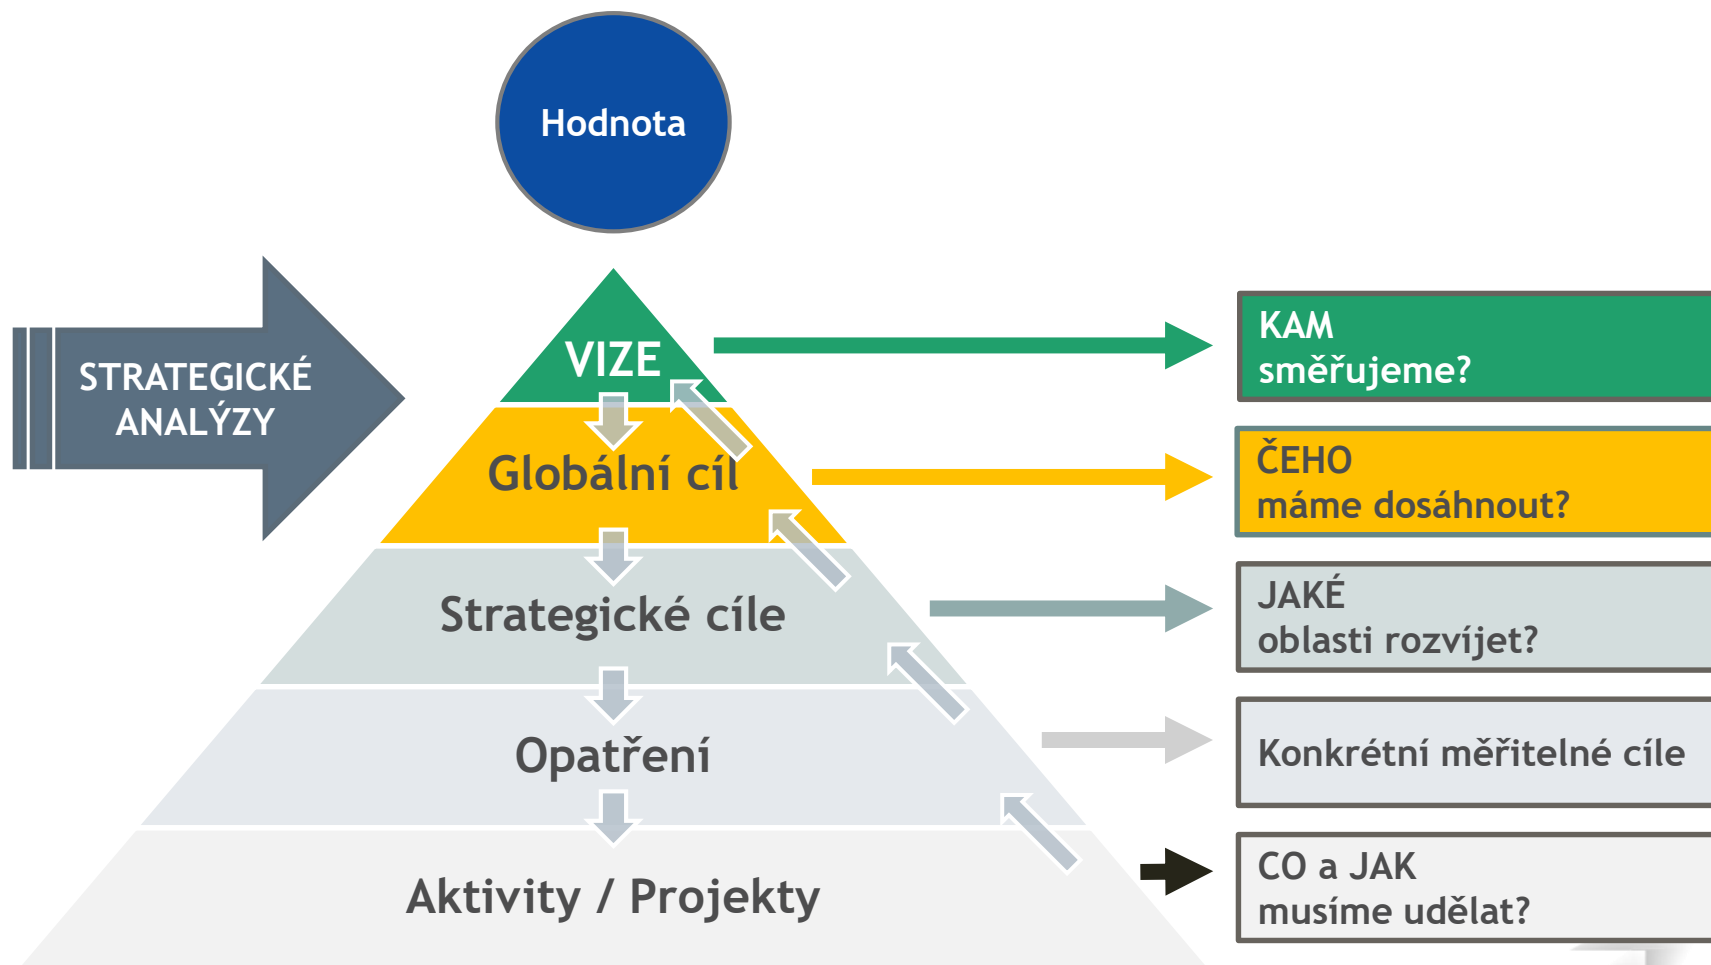 Hodnota
STRATEGICKÉ
ANALÝZY
VIZE
KAM
směřujeme?
Globální cíl
ČEHO
máme dosáhnout?
Strategické cíle
JAKÉ
oblasti rozvíjet?
Opatření
Konkrétní měřitelné cíle
Aktivity / Projekty
CO a JAK
musíme udělat?